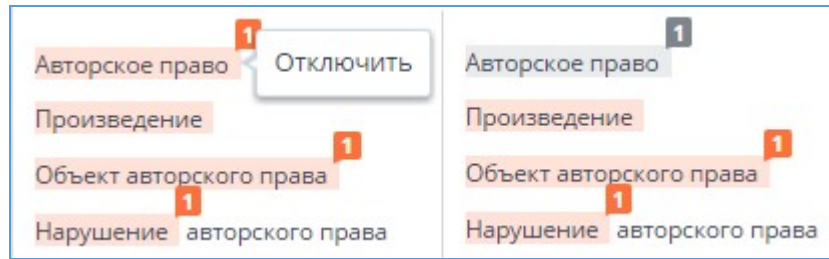 1
Авторское право Отключить
Произведение
1
Объект авторского права
1
Нарушение авторского права
1
Авторское право
Произведение
1
Объект авторского права
1
Нарушение авторского права